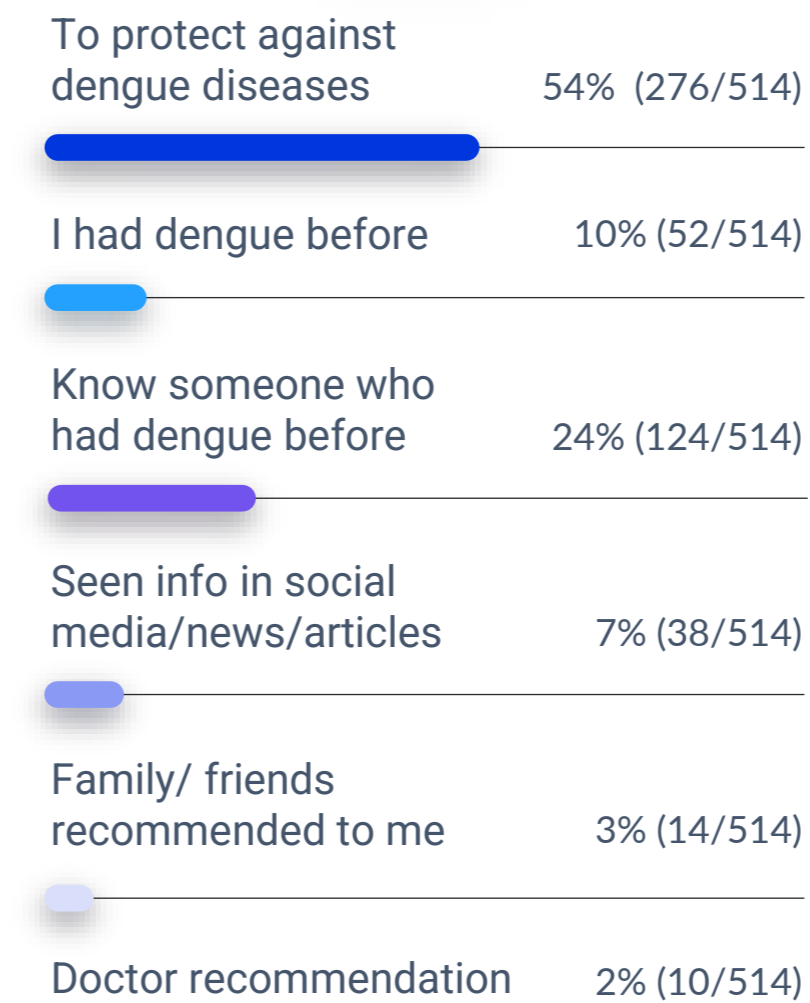 To protect against
dengue diseases 54% (276/514)
I had dengue before 10% (52/514)
Know someone who
had dengue before 24% (124/514)
Seen info in social
media/news/articles 7% (38/514)
Family/ friends
recommended to me 3% (14/514)
Doctor recommendation 2% (10/514)